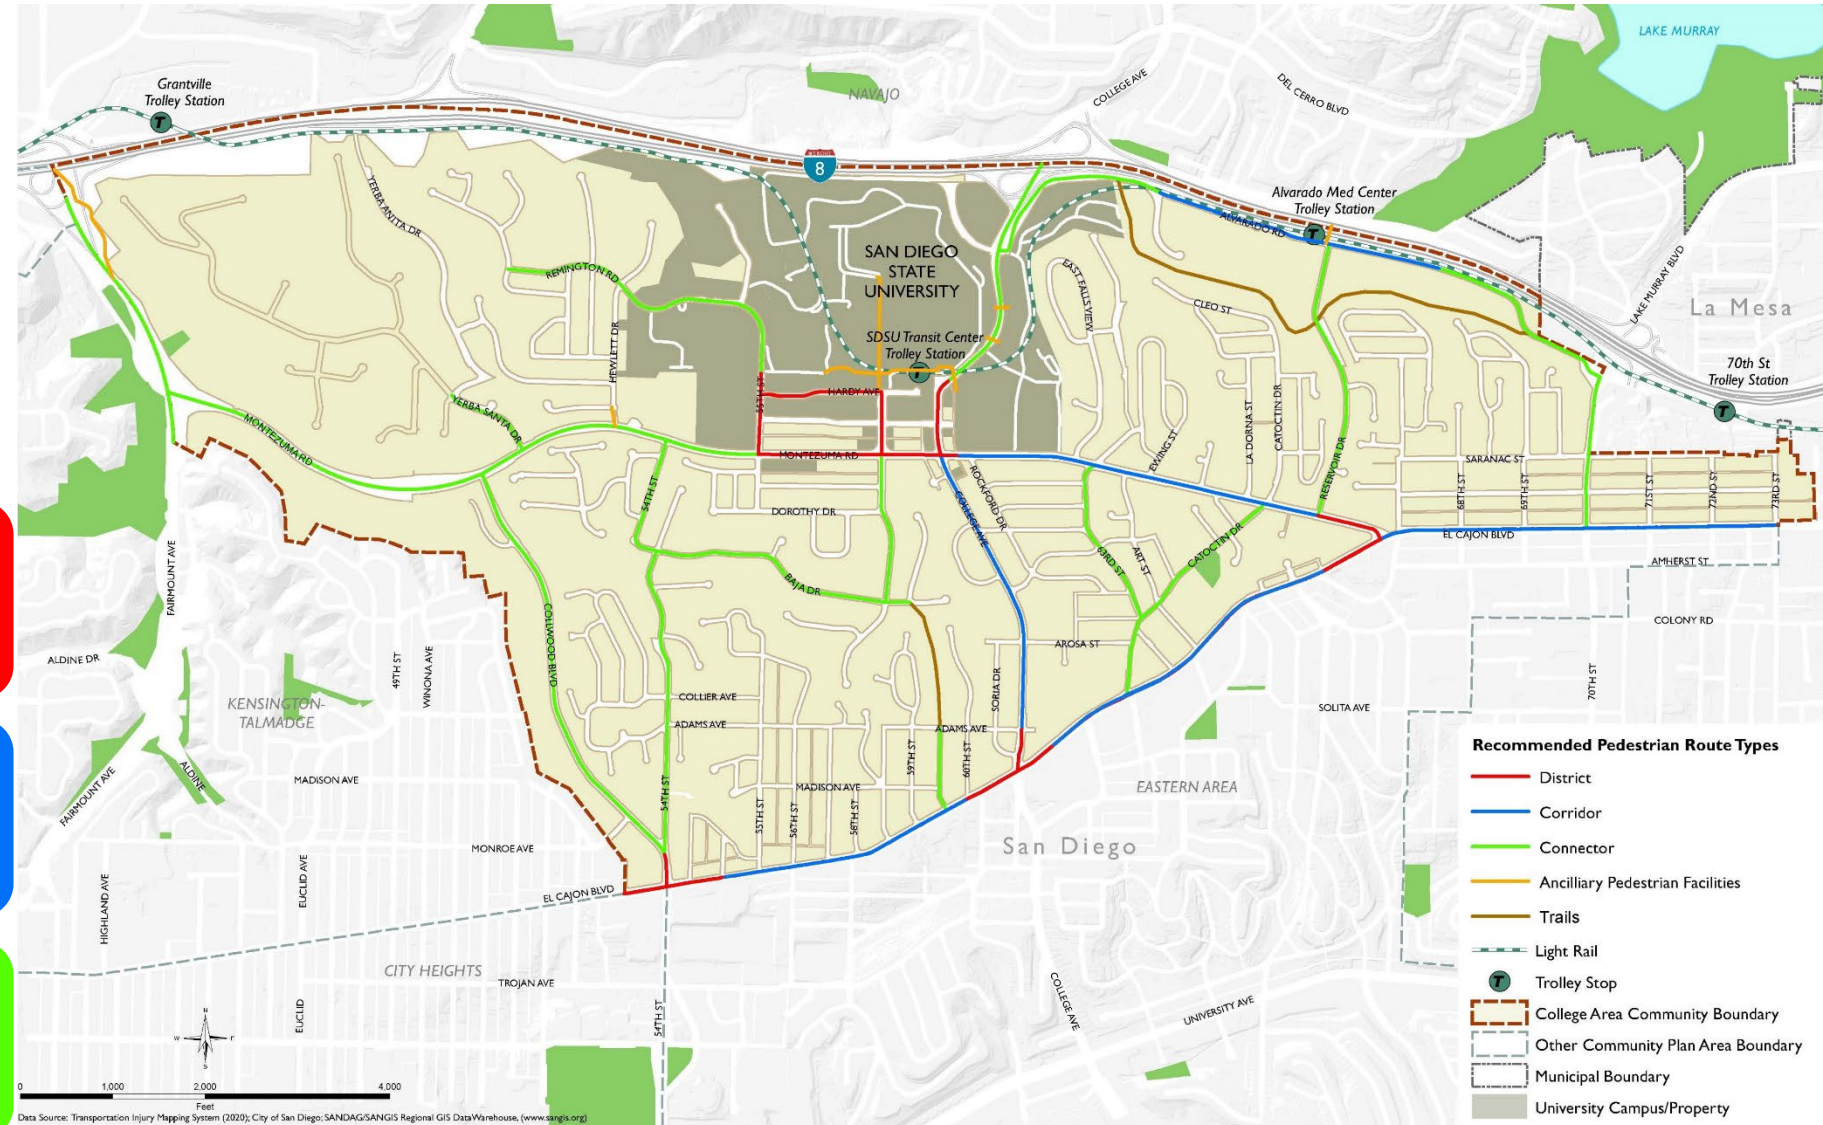 LAKE MURRAY
Grantville
Trolley Station
NAVAJO
COLLEGE AVE
DEL CERRO BLVD
8
T
YERBA ANITA DR
Alvarado Med Center
Trolley Station
T
ALVARADO RD
SAN DIEGO
STATE
UNIVERSITY
REMINGTON RD
EAST FALLS VIEW
CLEO ST
LAKE MURRAY BLVD
La Mesa
SDSU Transit Center
Trolley Station
T
HEWLETT DR
70th St
Trolley Station
T
55TH ST
HARDY AVE
YERBA SANTA DR
MONTEZUMA RD
MONTEZUMA RD
LA DORNA ST
CATOCTIN DR
EWING ST
RESERVOIR DR
SARANAC ST
54TH ST
ROCKFORD DR
COLLEGE AVE
68TH ST
69TH ST
71ST ST
72ND SY
73RD ST
DOROTHY DR
EL CAJON BLVD
CATOCTIN DR
63RD ST
ART ST
AMHERST ST
FAIRMOUNT AVE
BAJA DR
COLLWOOD BLVD
COLONY RD
AROSA ST
ALDINE DR
49TH ST
WINONA AVE
SORIA DR
70TH ST
KENSINGTON-
TALMADGE
COLLIER AVE
ADAMS AVE
ADAMS AVE
SOLITA AVE
59TH ST
60TH ST
ALDINE
FAIRMOUNT AVE
MADISON AVE
MADISON AVE
54TH ST
55TH ST
56TH ST
58TH ST
EASTERN AREA
San Diego
MONROE AVE
EL CAJON BLVD
HIGHLAND AVE
EUCLID AVE
CITY HEIGHTS
TROJAN AVE
EUCLID
54TH ST
COLLEGE AVE
UNIVERSITY AVE
Recommended Pedestrian Route Types
District
Corridor
Connector
Ancilliary Pedestrian Facilities
Trails
Light Rail
T Trolley Stop
College Area Community Boundary
Other Community Plan Area Boundary
Municipal Boundary
University Campus/Property
N
W
S
0 1,000 2,000 4,000
Feet
Data Source: Transportation Injury Mapping System (2020); City of San Diego; SANDAG/SANGIS Regional GIS Data Warehouse, (www.sangis.org)